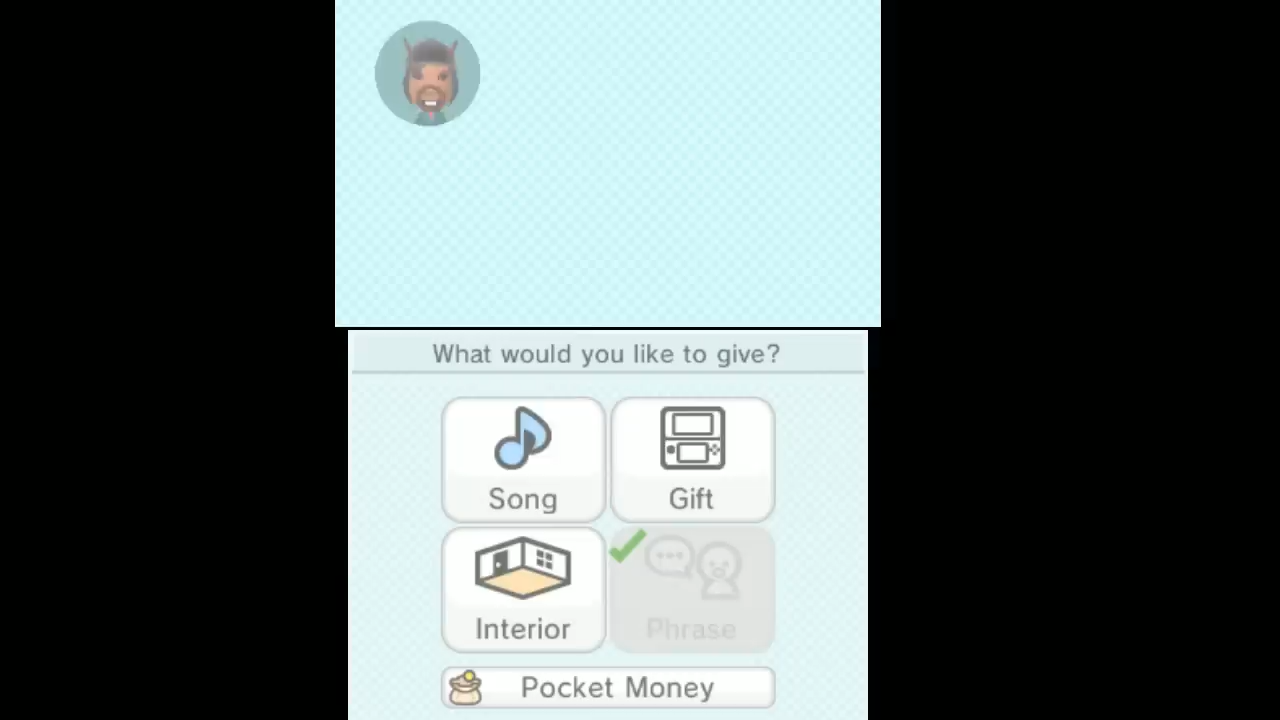 What would you like to give?
Song
Gift
Interior
Phrase
Pocket Money